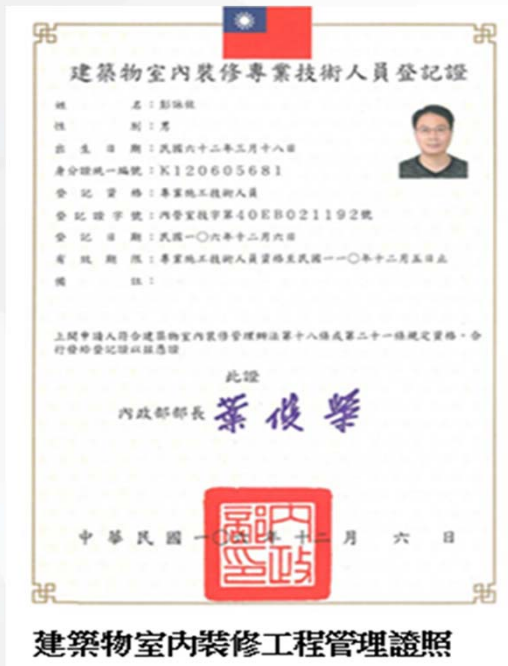 建築物室內裝修專業技術人員登記證
姓 名：彭
性 別：男
出 生 日 期：民國六十二年三月十八日
身分證統一編號：K120605681
登 記 資 格：專業施工技術人員
登 記 證 字 號：內營室技字第40EB021192號
登 記 日 期：民國一〇六年十二月六日
有 效 期 限：專業施工技術人員資格至民國一一〇年十二月五日止
備 註：
上開申請人符合建築物室內裝修管理辦法第十八條或第二十一條規定資格，合
行發給登記證以茲憑證
此證
內政部部長 葉俊榮
中華民國一〇六年十二月六日
內政部印
建築物室內裝修工程管理證照